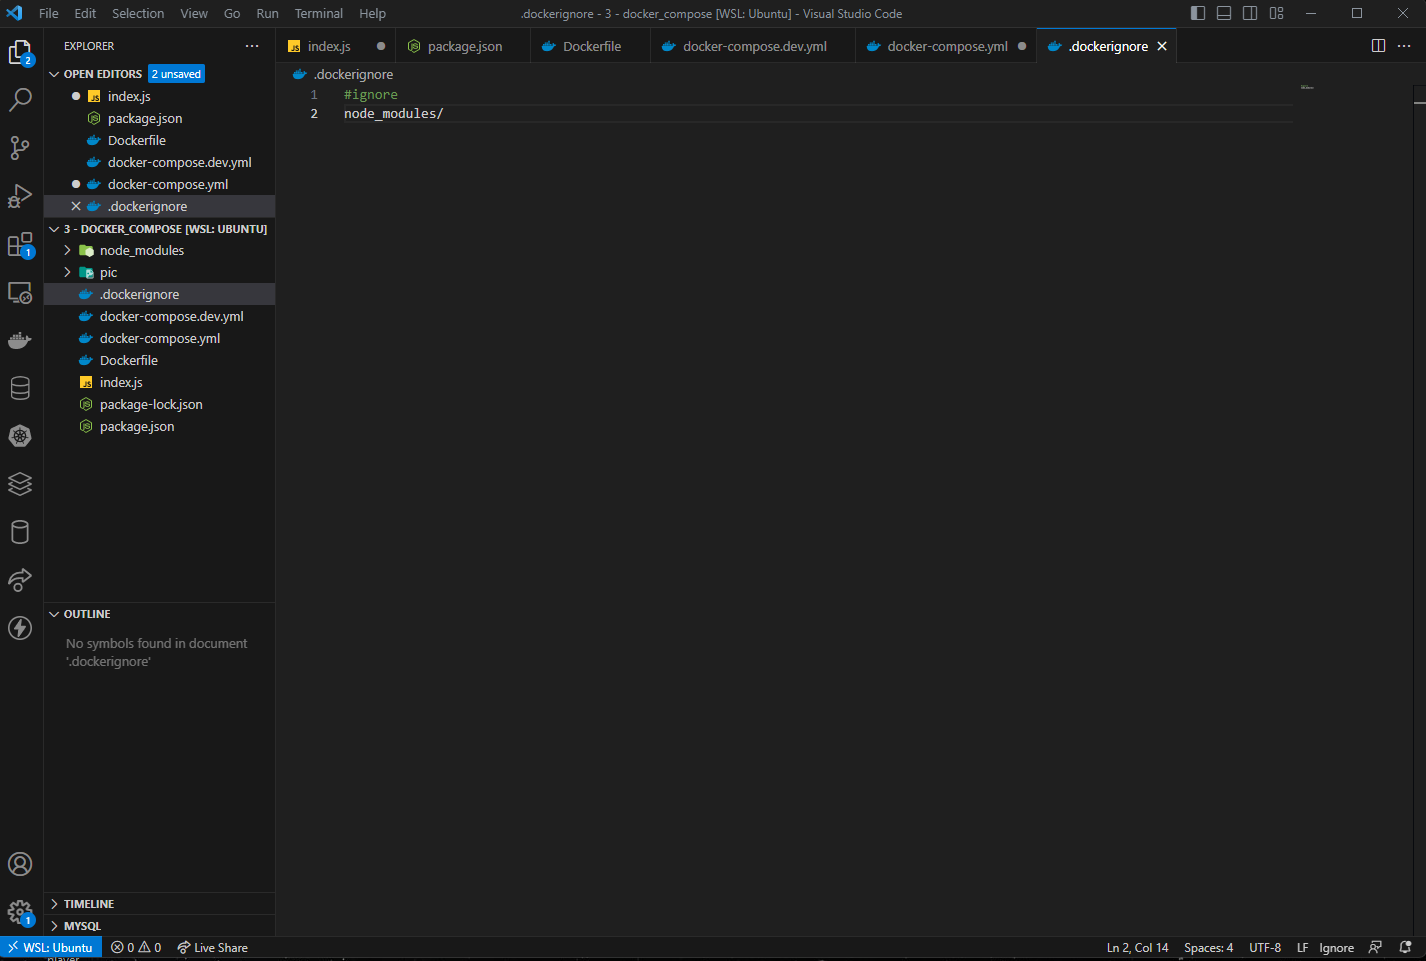 File Edit Selection View Go Run Terminal Help
.dockerignore - 3 - docker_compose [WSL: Ubuntu] - Visual Studio Code
EXPLORER
OPEN EDITORS 2 unsaved
index.js
package.json
Dockerfile
docker-compose.dev.yml
docker-compose.yml
.dockerignore
3 - DOCKER_COMPOSE [WSL: UBUNTU]
node_modules
pic
.dockerignore
docker-compose.dev.yml
docker-compose.yml
Dockerfile
index.js
package-lock.json
package.json
OUTLINE
No symbols found in document
'.dockerignore'
TIMELINE
MYSQL
2
1
1
index.js package.json Dockerfile docker-compose.dev.yml docker-compose.yml .dockerignore
.dockerignore
1 #ignore
2 node_modules/
WSL: Ubuntu 0 0 Live Share
Ln 2, Col 14 Spaces: 4 UTF-8 LF Ignore